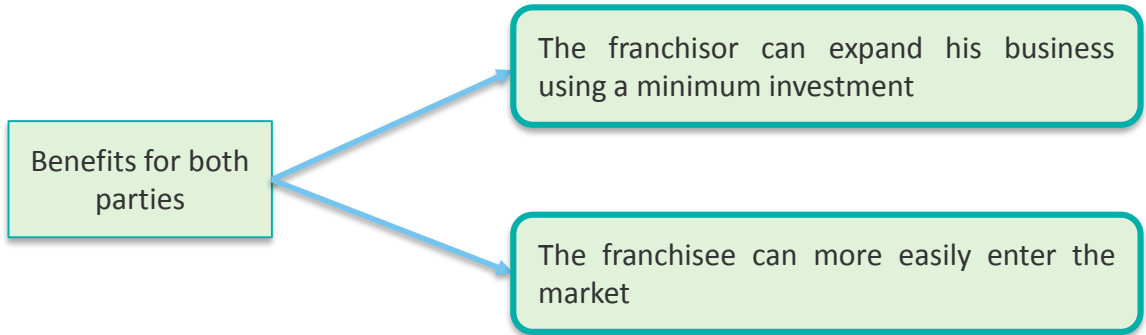 Benefits for both
parties
The franchisor can expand his business
using a minimum investment
The franchisee can more easily enter the
market